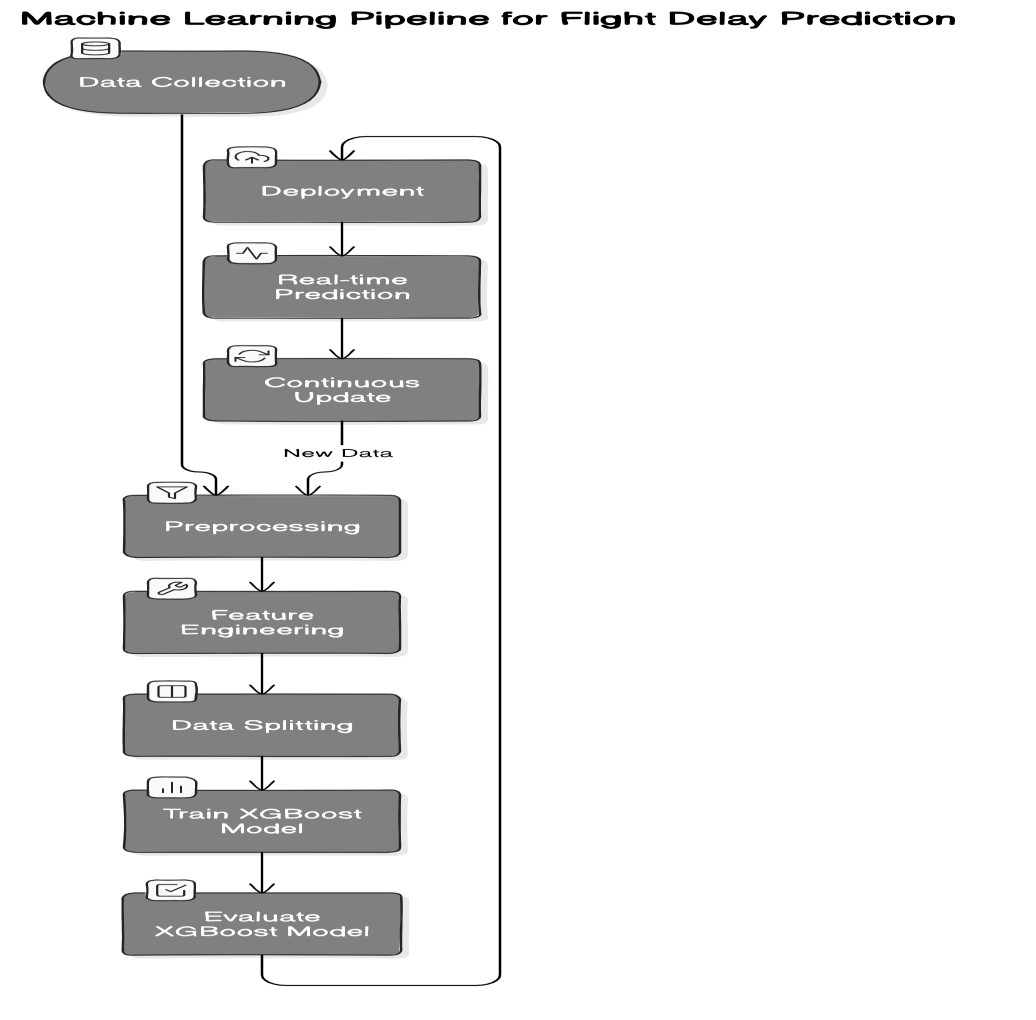 Machine Learning Pipeline for Flight Delay Prediction
Data Collection
Deployment
Real-time
Prediction
Continuous
Update
New Data
Preprocessing
Feature
Engineering
Data Splitting
Train XGBoost
Model
Evaluate
XGBoost Model